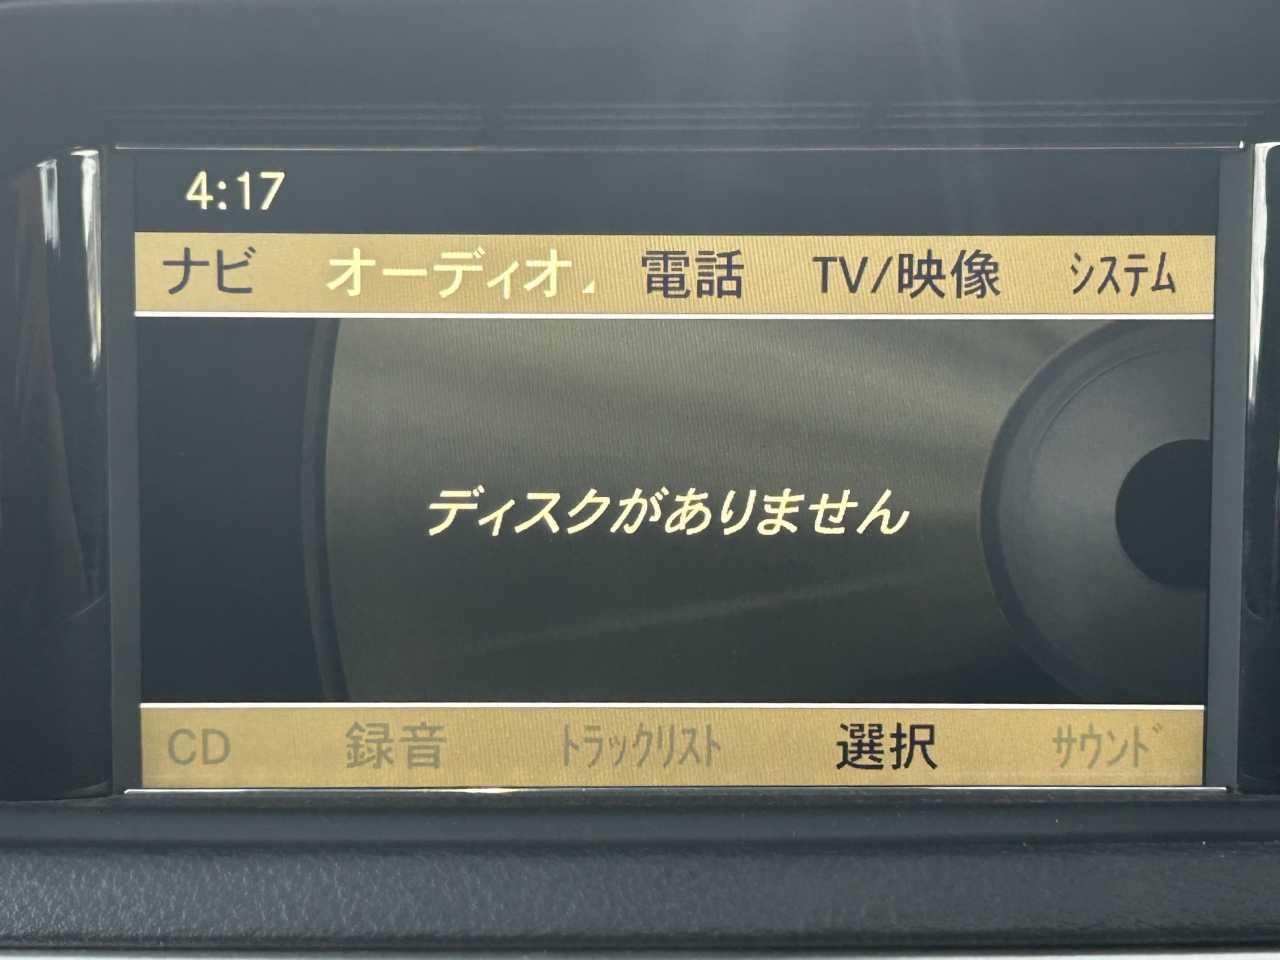 4:17
ナビ オーディオ 電話 TV/映像 ｼｽﾃﾑ
ディスクがありません
CD 録音 ﾄﾗｯｸﾘｽﾄ 選択 ｻｳﾝﾄﾞ